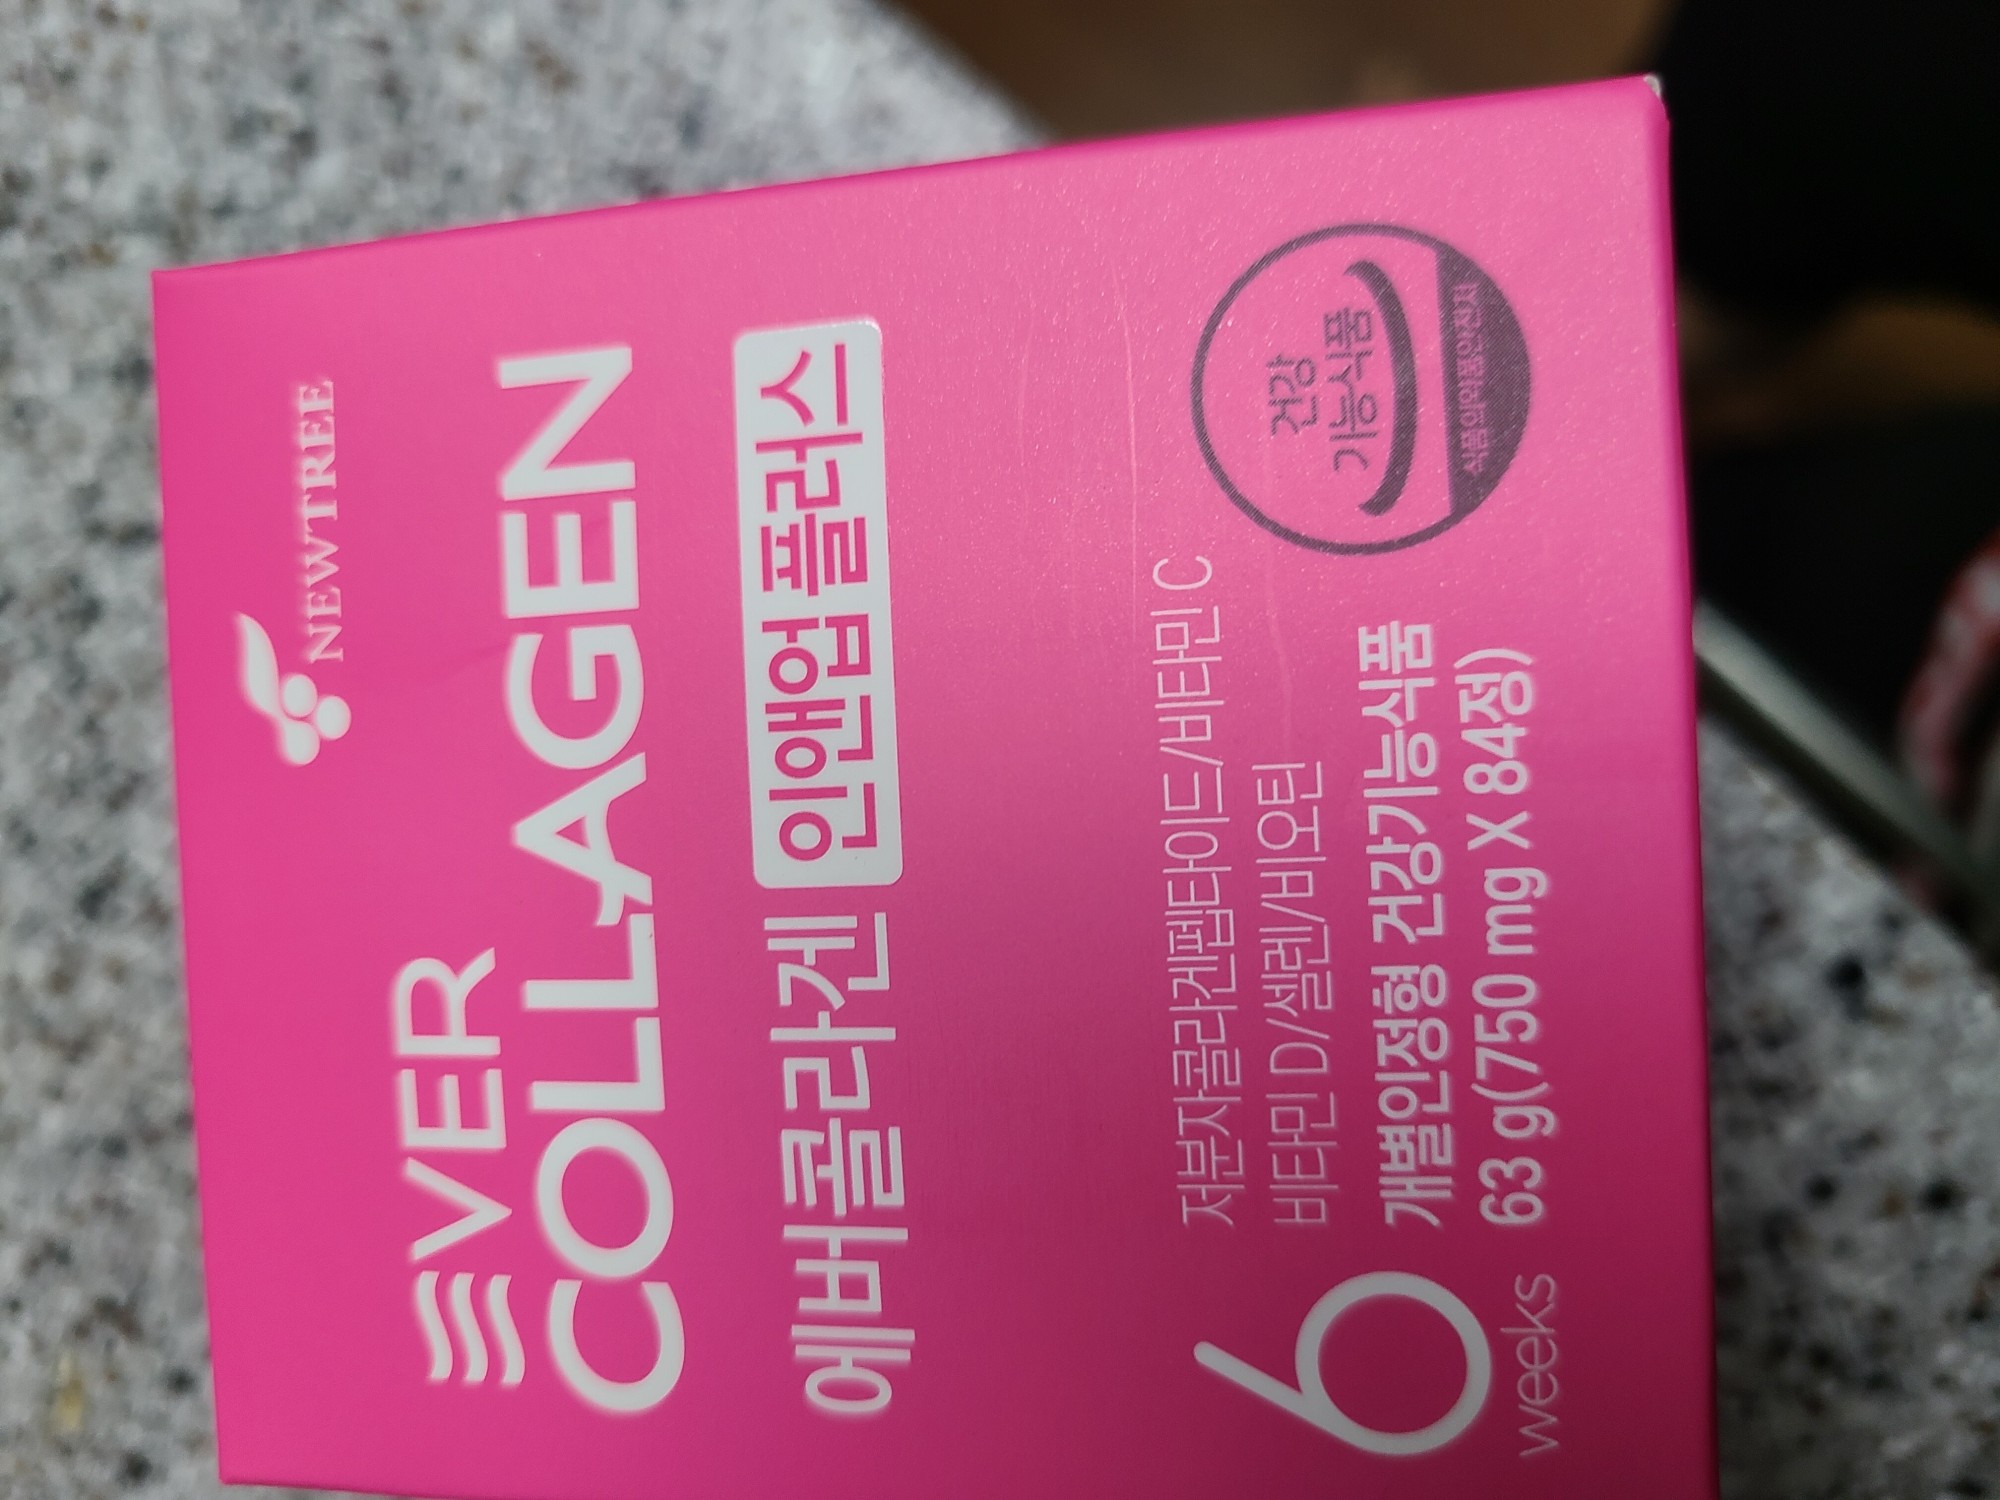 NEWTREE
EVER
COLLAGEN
에버콜라겐 인앤업 플러스
저분자콜라겐펩타이드/비타민 C
비타민 D/셀렌/비오틴
개별인정형 건강기능식품
63 g(750 mg X 84정)
6
weeks
건강
기능식품
식품의약품안전처